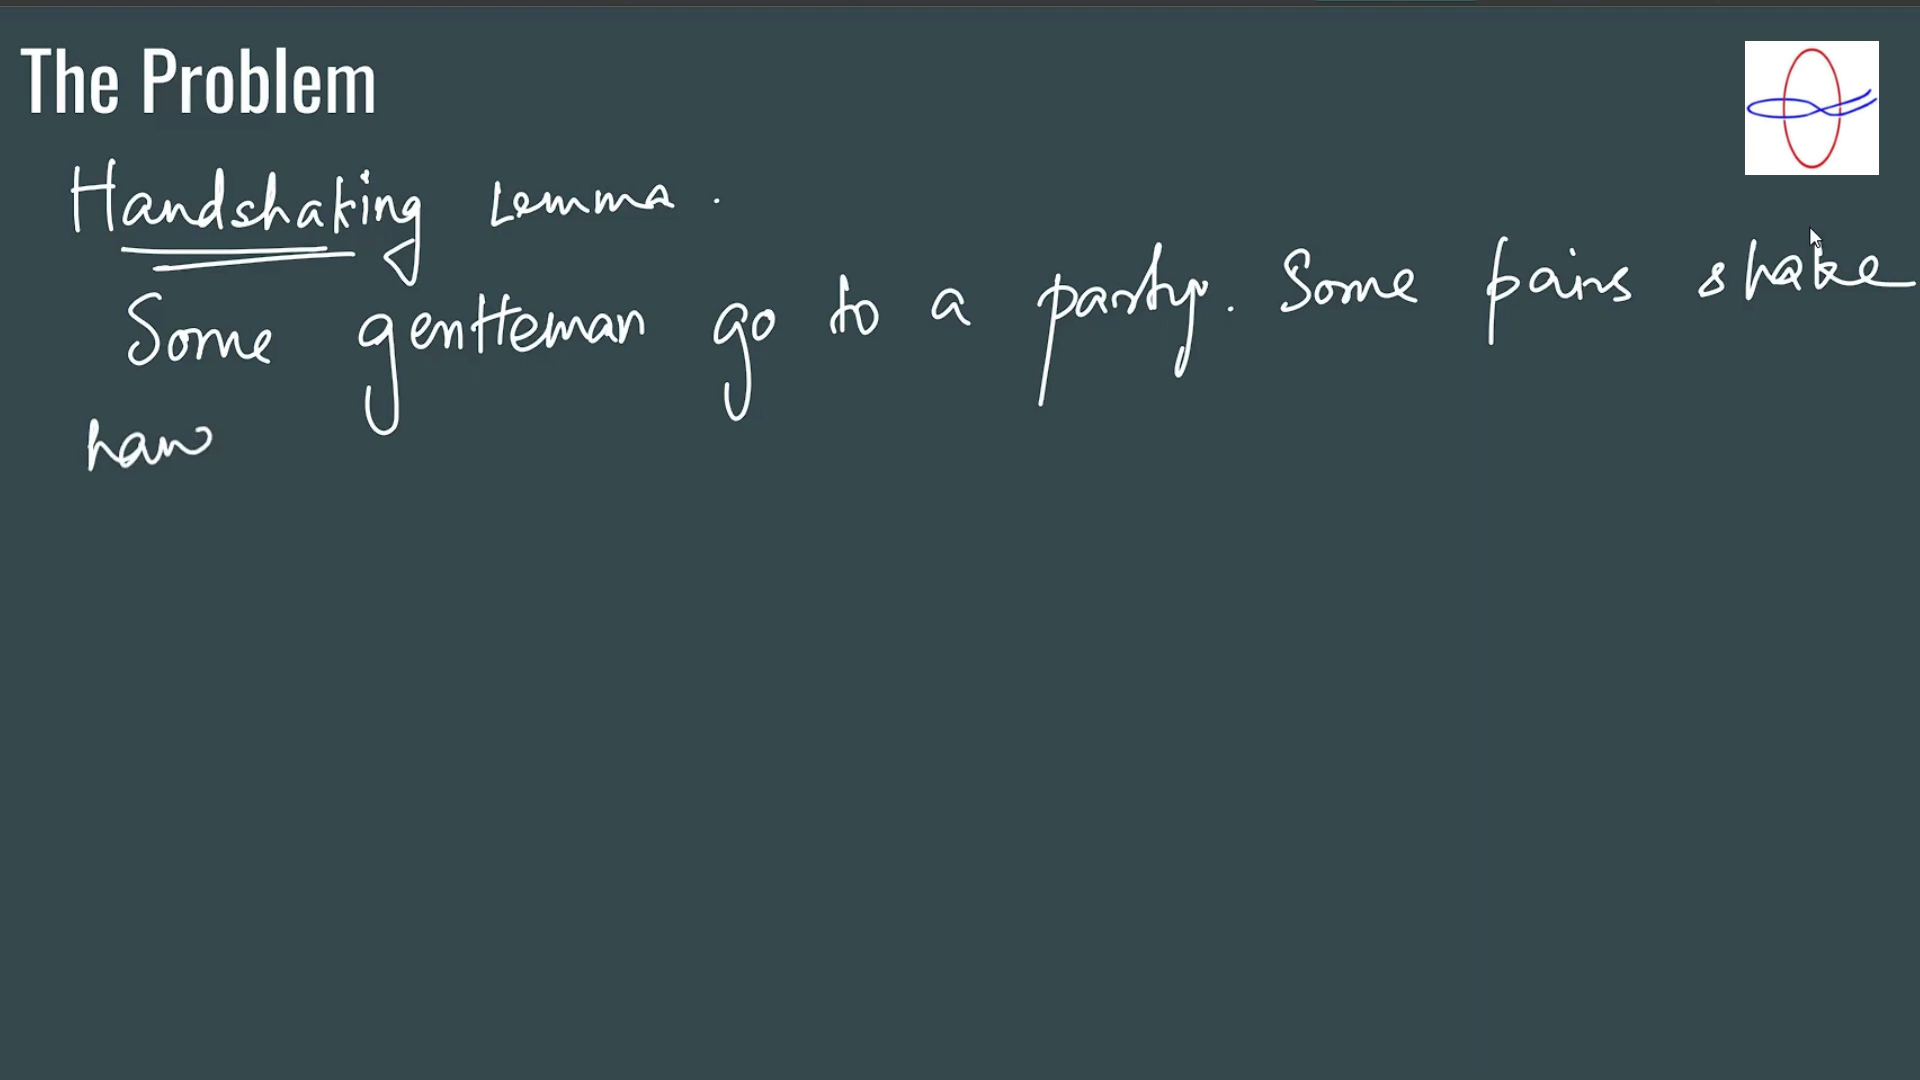 The Problem
Handshaking Lemma.
Some gentleman go to a party. Some pairs shake
han